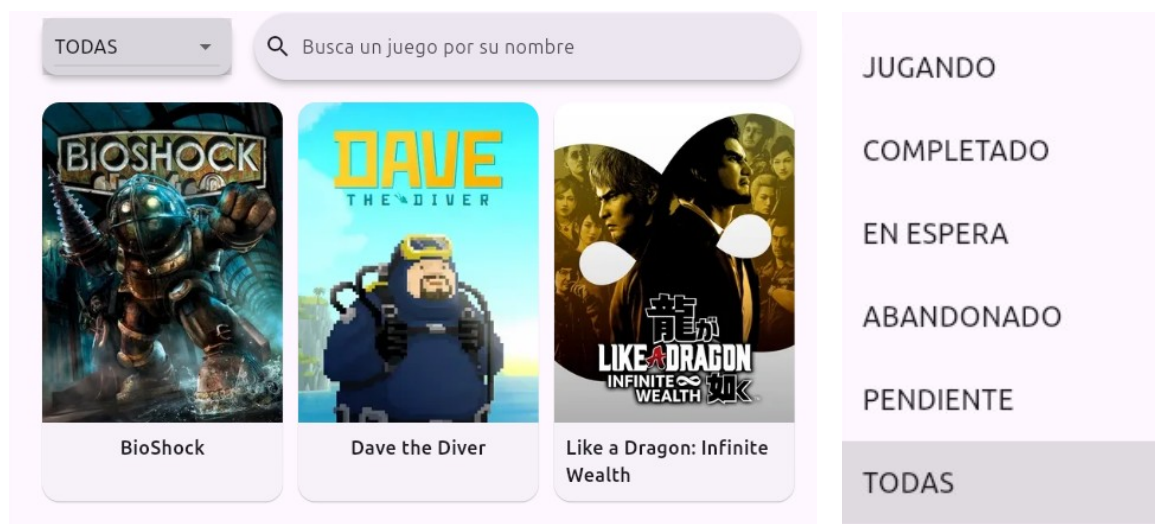 TODAS
Busca un juego por su nombre
BIOSHOCK
DAVE
THE DIVER
龍が
LIKE A DRAGON
INFINITE
WEALTH
如く
BioShock
Dave the Diver
Like a Dragon: Infinite
Wealth
JUGANDO
COMPLETADO
EN ESPERA
ABANDONADO
PENDIENTE
TODAS